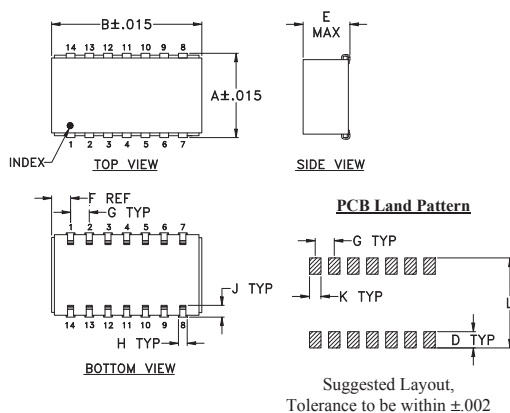 B±.015
14 13 12 11 10 9 8
A±.015
INDEX
1 2 3 4 5 6 7
TOP VIEW
E
MAX
SIDE VIEW
F REF
G TYP
1 2 3 4 5 6 7
J TYP
14 13 12 11 10 9 8
H TYP
BOTTOM VIEW
PCB Land Pattern
G TYP
K TYP
L
D TYP
Suggested Layout,
Tolerance to be within ±.002